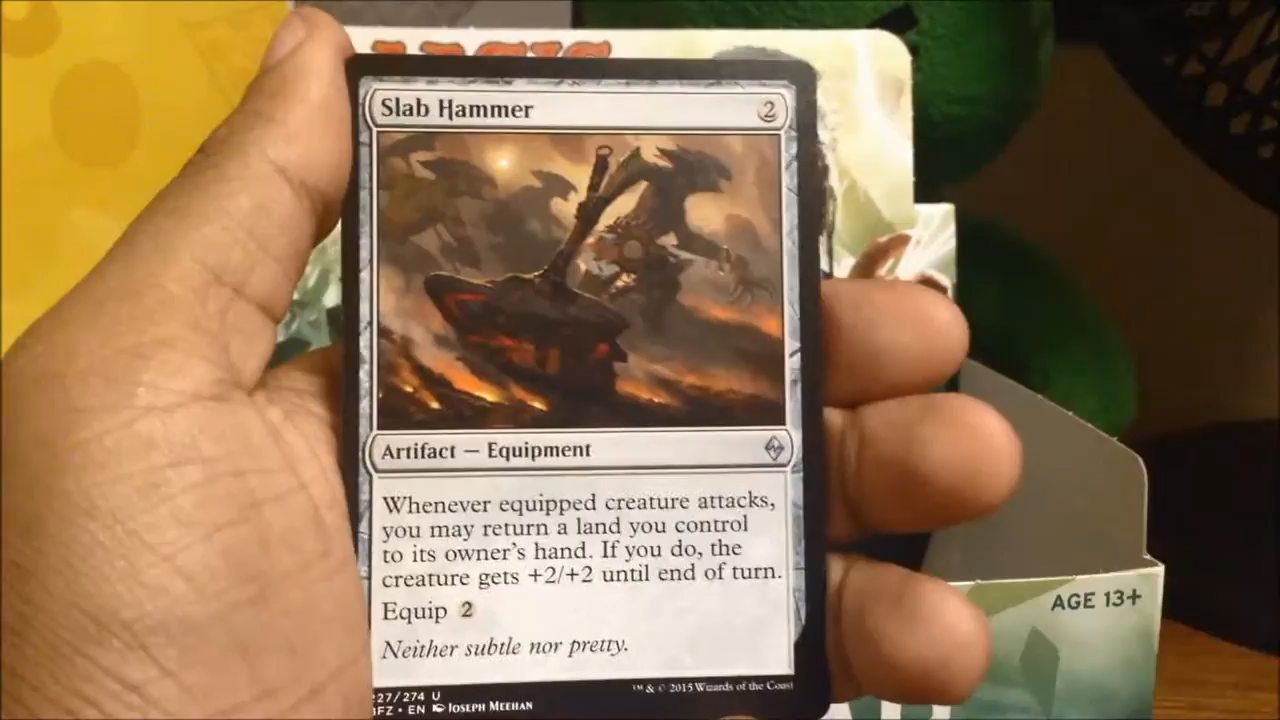 Slab Hammer 2
Artifact — Equipment
Whenever equipped creature attacks,
you may return a land you control
to its owner's hand. If you do, the
creature gets +2/+2 until end of turn.
Equip 2
Neither subtle nor pretty.
27/274 U
™ & © 2015 Wizards of the Coast
FZ • EN Joseph Meehan
AGE 13+